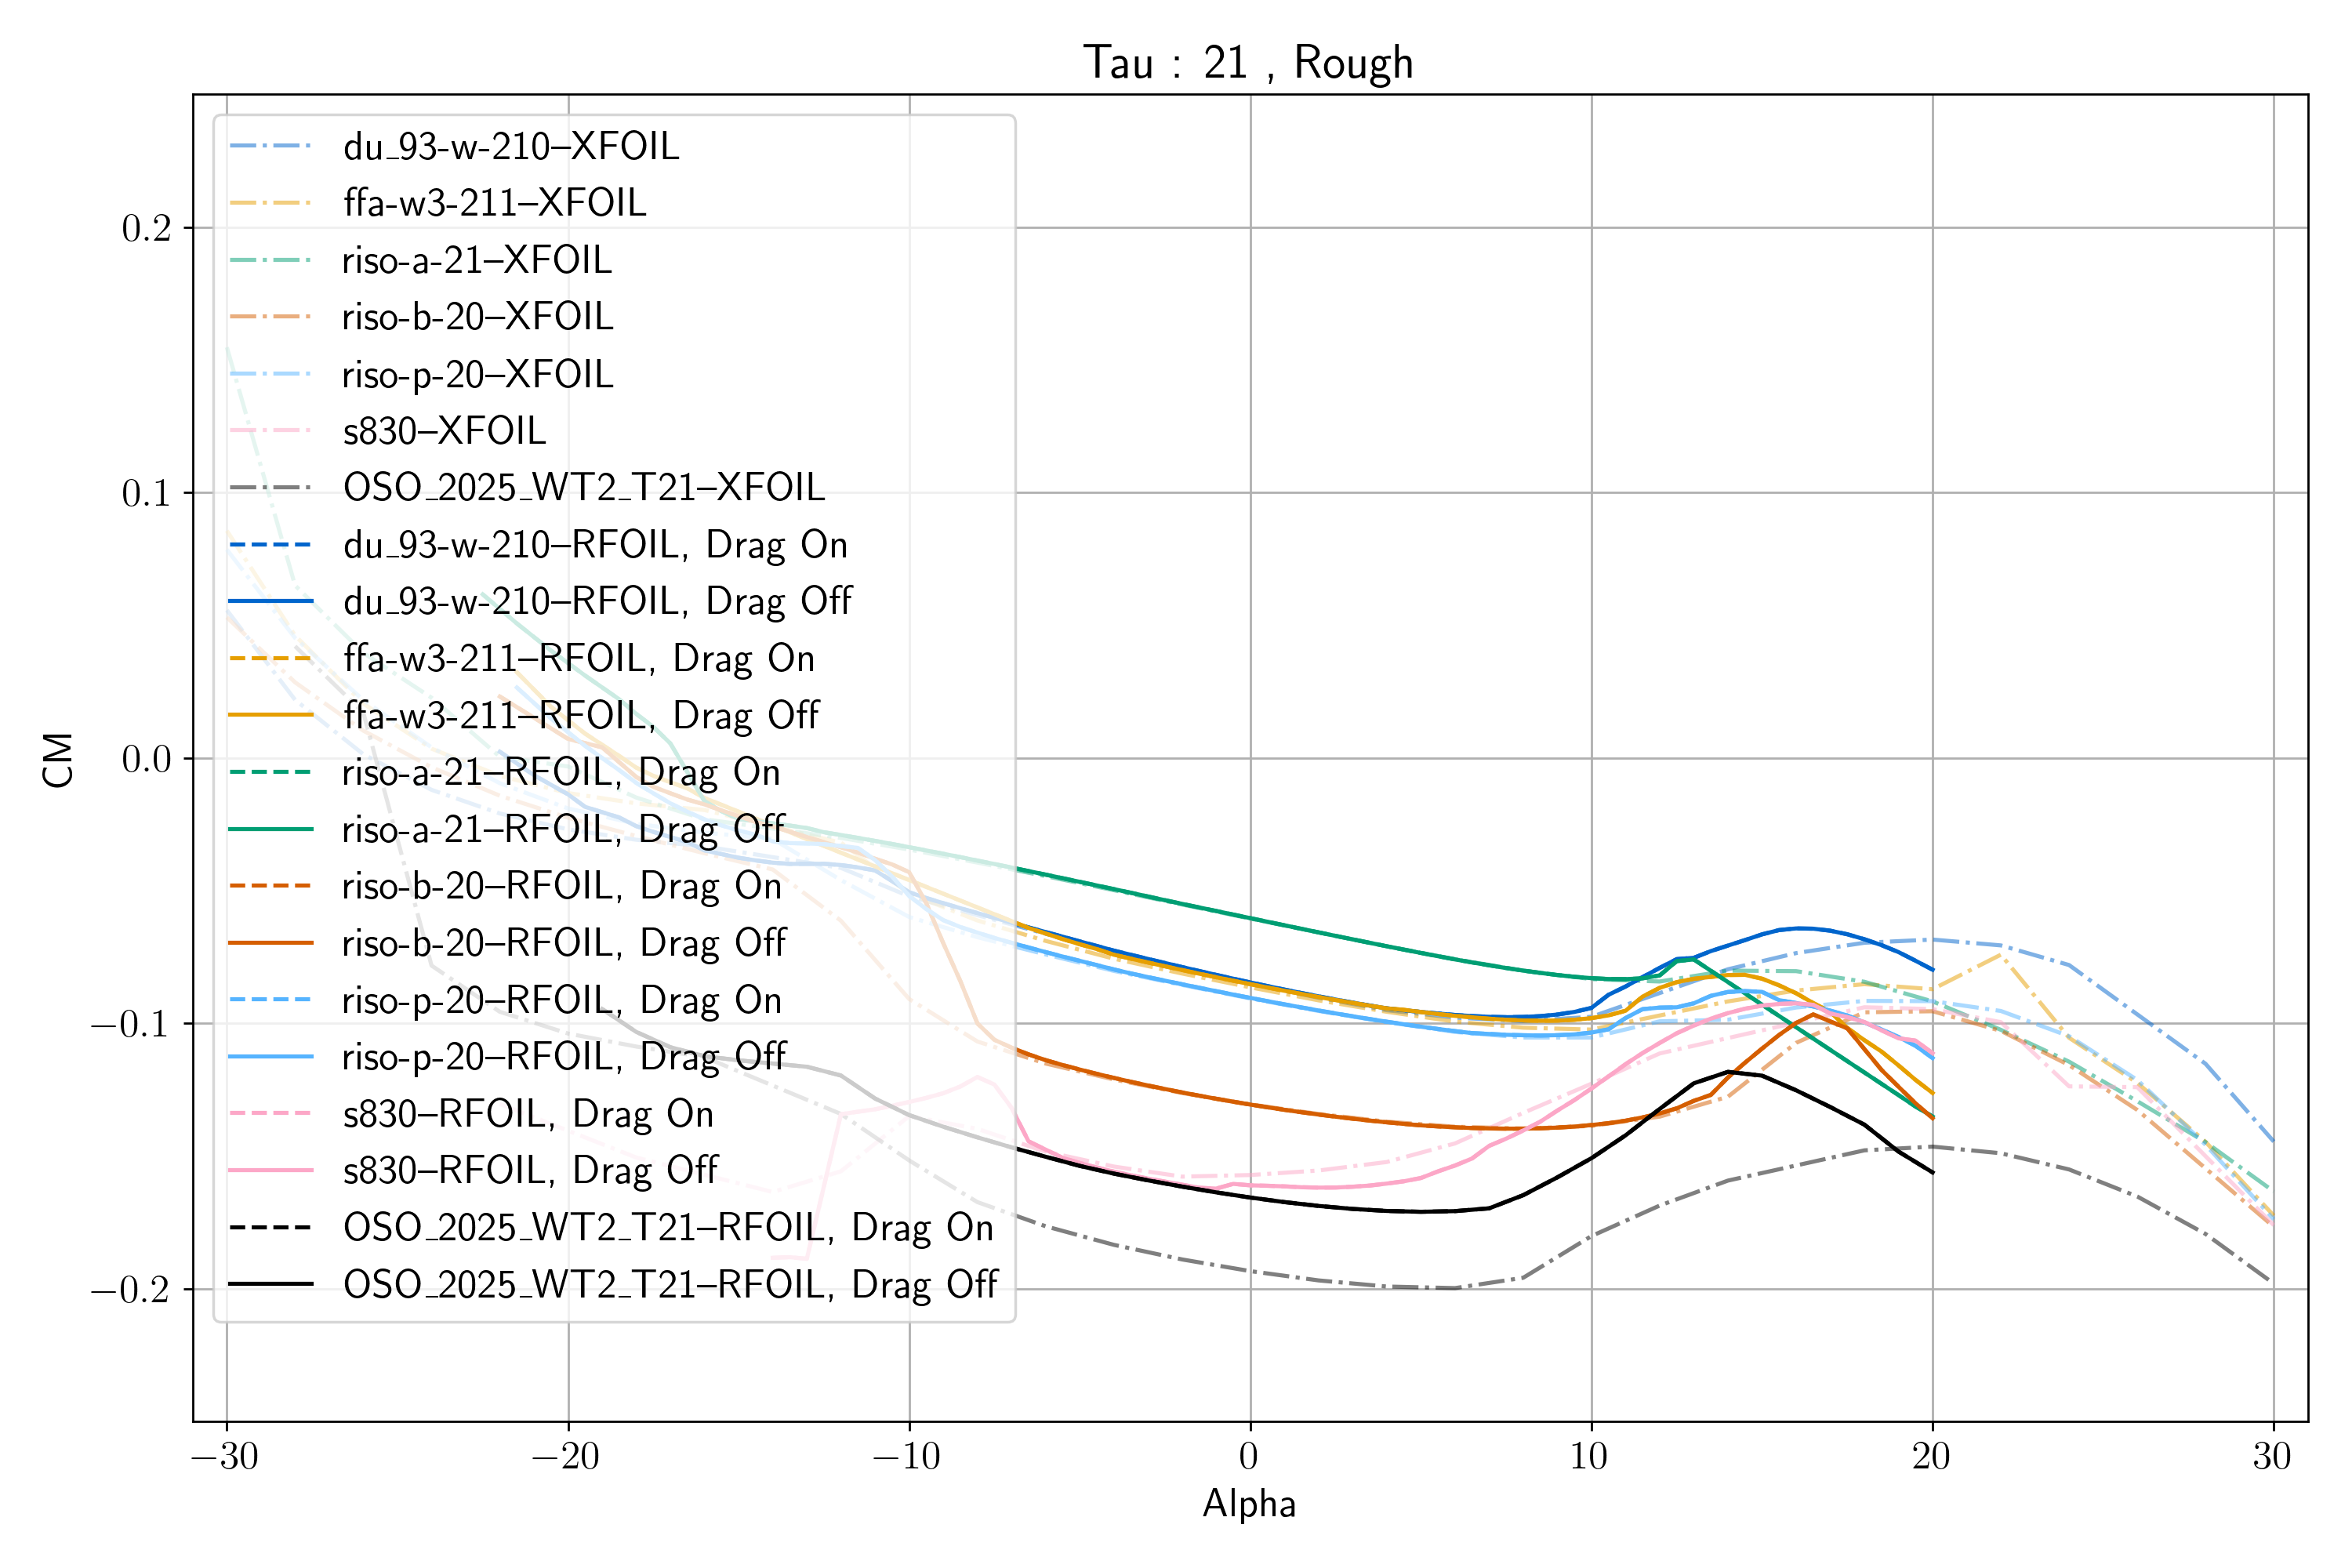 Tau : 21 , Rough
du_93-w-210–XFOIL
ffa-w3-211–XFOIL
riso-a-21–XFOIL
riso-b-20–XFOIL
riso-p-20–XFOIL
s830–XFOIL
OSO_2025_WT2_T21–XFOIL
du_93-w-210–RFOIL, Drag On
du_93-w-210–RFOIL, Drag Off
ffa-w3-211–RFOIL, Drag On
ffa-w3-211–RFOIL, Drag Off
riso-a-21–RFOIL, Drag On
riso-a-21–RFOIL, Drag Off
riso-b-20–RFOIL, Drag On
riso-b-20–RFOIL, Drag Off
riso-p-20–RFOIL, Drag On
riso-p-20–RFOIL, Drag Off
s830–RFOIL, Drag On
s830–RFOIL, Drag Off
OSO_2025_WT2_T21–RFOIL, Drag On
OSO_2025_WT2_T21–RFOIL, Drag Off
CM
0.2
0.1
0.0
−0.1
−0.2
−30 −20 −10 0 10 20 30
Alpha